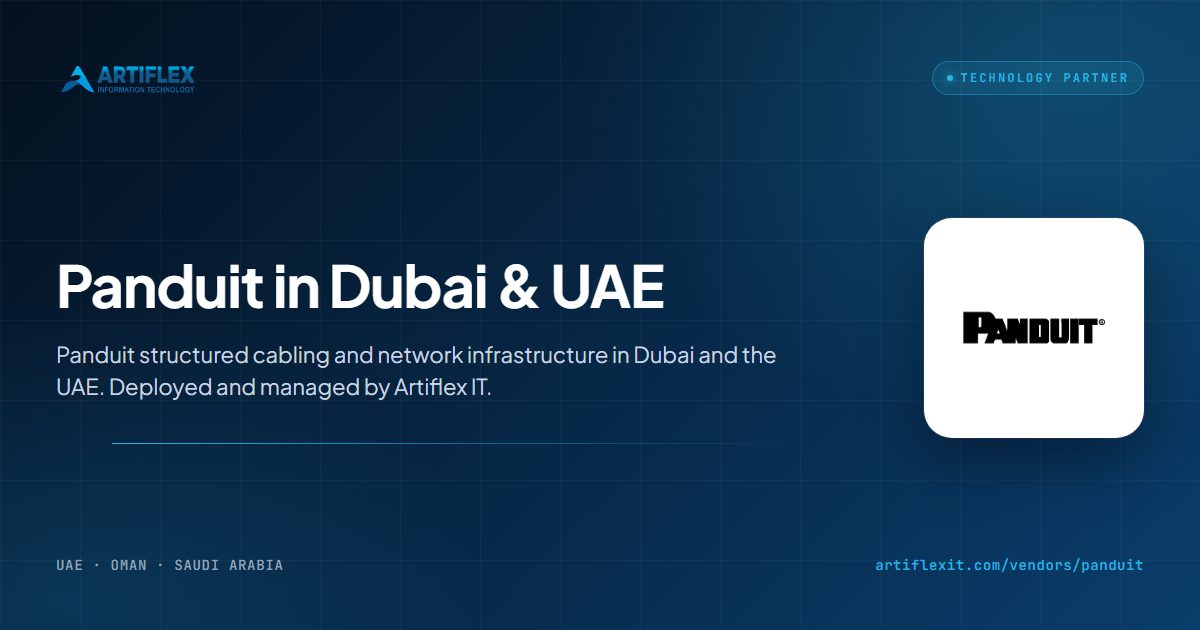 ARTIFLEX
INFORMATION TECHNOLOGY
TECHNOLOGY PARTNER
Panduit in Dubai & UAE
Panduit structured cabling and network infrastructure in Dubai and the
UAE. Deployed and managed by Artiflex IT.
PANDUIT®
UAE · OMAN · SAUDI ARABIA
artiflexit.com/vendors/panduit